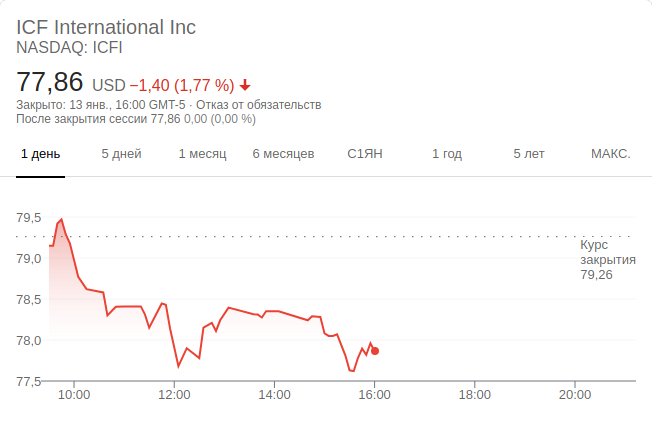 ICF International Inc
NASDAQ: ICFI
77,86 USD −1,40 (1,77 %)
Закрыто: 13 янв., 16:00 GMT-5 · Отказ от обязательств
После закрытия сессии 77,86 0,00 (0,00 %)
1 день 5 дней 1 месяц 6 месяцев С1ЯН 1 год 5 лет МАКС.
79,5
Курс
закрытия
79,26
79,0
78,5
78,0
77,5
10:00 12:00 14:00 16:00 18:00 20:00